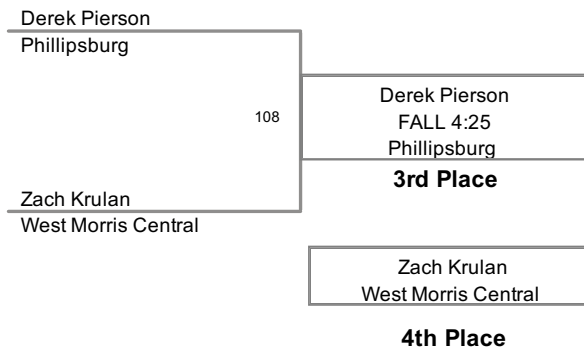 Derek Pierson
Phillipsburg
108
Derek Pierson
FALL 4:25
Phillipsburg
3rd Place
Zach Krulan
West Morris Central
Zach Krulan
West Morris Central
4th Place